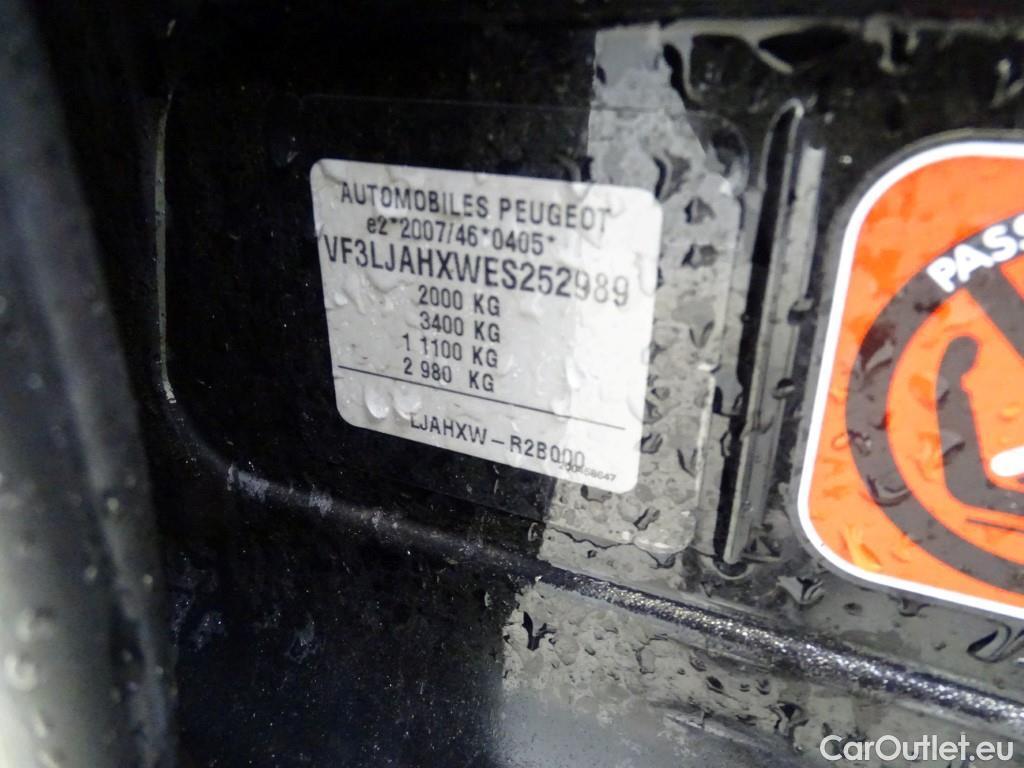 AUTOMOBILES PEUGEOT
e2*2007/46*0405*
VF3LJAHXWES252989
2000 KG
3400 KG
1 1100 KG
2 980 KG
LJAHXW-R2B000
PASS
CarOutlet.eu